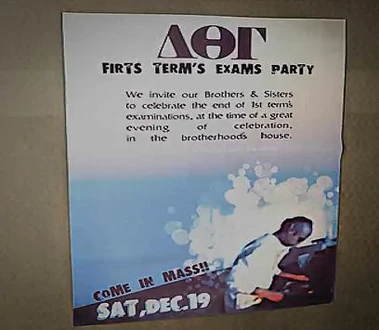 ΔΘΓ
FIRTS TERM'S EXAMS PARTY
We invite our Brothers & Sisters
to celebrate the end of 1st term's
examinations, at the time of a great
evening of celebration,
in the brotherhood's house.
COME IN MASS!!
SAT,DEC.19